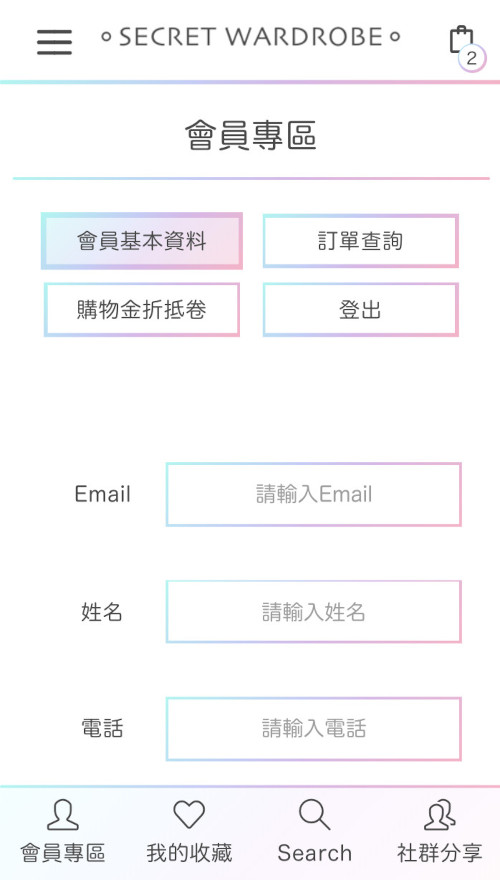 SECRET WARDROBE
2
會員專區
會員基本資料
訂單查詢
購物金折抵卷
登出
Email
請輸入Email
姓名
請輸入姓名
電話
請輸入電話
會員專區
我的收藏
Search
社群分享